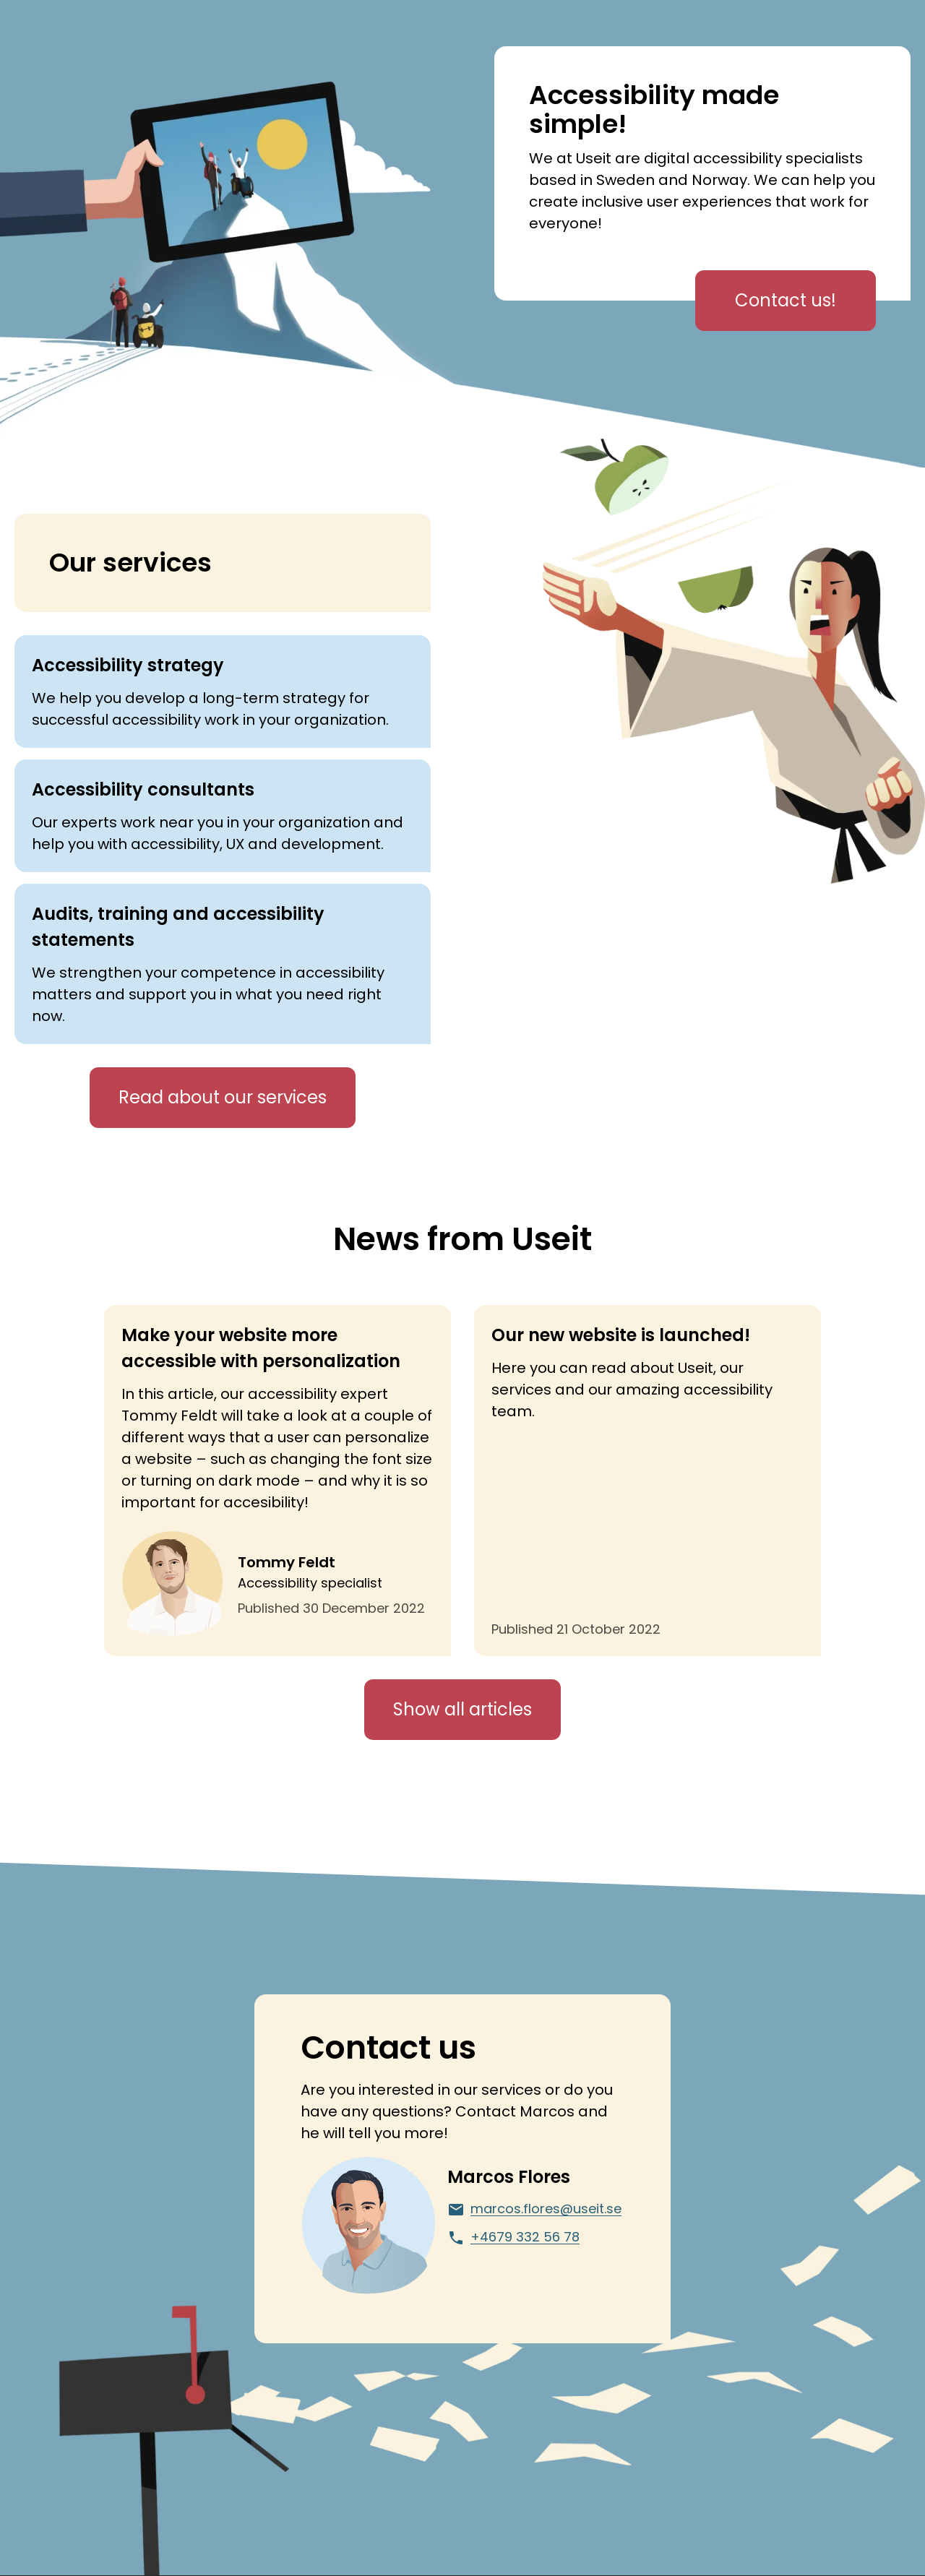 Accessibility made
simple!
We at Useit are digital accessibility specialists
based in Sweden and Norway. We can help you
create inclusive user experiences that work for
everyone!
Contact us!
Our services
Accessibility strategy
We help you develop a long-term strategy for
successful accessibility work in your organization.
Accessibility consultants
Our experts work near you in your organization and
help you with accessibility, UX and development.
Audits, training and accessibility
statements
We strengthen your competence in accessibility
matters and support you in what you need right
now.
Read about our services
News from Useit
Make your website more
accessible with personalization
In this article, our accessibility expert
Tommy Feldt will take a look at a couple of
different ways that a user can personalize
a website – such as changing the font size
or turning on dark mode – and why it is so
important for accesibility!
Tommy Feldt
Accessibility specialist
Published 30 December 2022
Our new website is launched!
Here you can read about Useit, our
services and our amazing accessibility
team.
Published 21 October 2022
Show all articles
Contact us
Are you interested in our services or do you
have any questions? Contact Marcos and
he will tell you more!
Marcos Flores
marcos.flores@useit.se
+4679 332 56 78